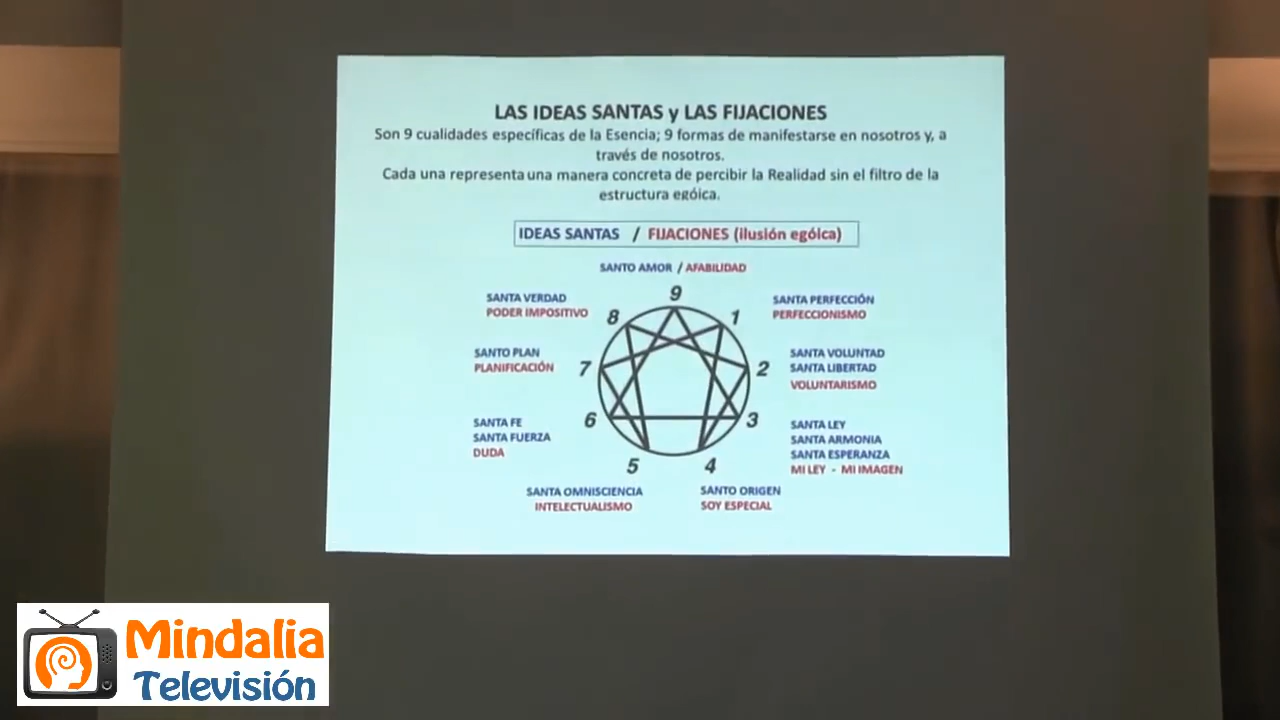 LAS IDEAS SANTAS y LAS FIJACIONES
Son 9 cualidades específicas de la Esencia; 9 formas de manifestarse en nosotros y, a
través de nosotros.
Cada una representa una manera concreta de percibir la Realidad sin el filtro de la
estructura egóica.
IDEAS SANTAS / FIJACIONES (ilusión egóica)
SANTO AMOR / AFABILIDAD
9
SANTA VERDAD
PODER IMPOSITIVO
8
1
SANTA PERFECCIÓN
PERFECCIONISMO
SANTO PLAN
PLANIFICACIÓN
7
2
SANTA VOLUNTAD
SANTA LIBERTAD
VOLUNTARISMO
SANTA FE
SANTA FUERZA
DUDA
6
3
SANTA LEY
SANTA ARMONIA
SANTA ESPERANZA
MI LEY - MI IMAGEN
5
4
SANTA OMNISCIENCIA
INTELECTUALISMO
SANTO ORIGEN
SOY ESPECIAL
Mindalia
Televisión